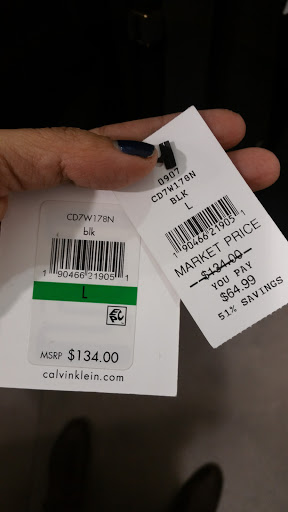 CD7W178N
blk
1 90466 21905 1
L
MSRP $134.00
calvinklein.com
0907
CD7W178N
BLK
L
1 90466 21905 1
MARKET PRICE
$134.00
YOU PAY
$64.99
51% SAVINGS